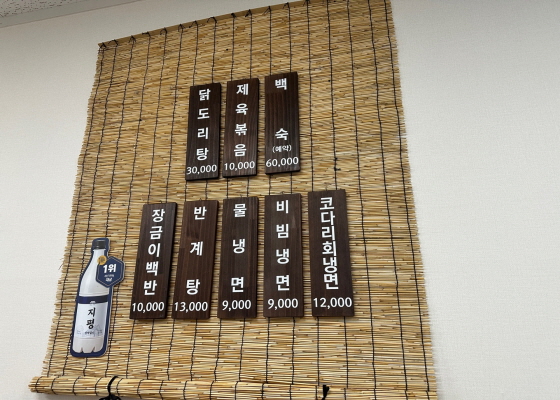 닭도리탕
30,000
제육볶음
10,000
백숙
(예약)
60,000
장금이백반
10,000
반계탕
13,000
물냉면
9,000
비빔냉면
9,000
코다리회냉면
12,000
1위
지평